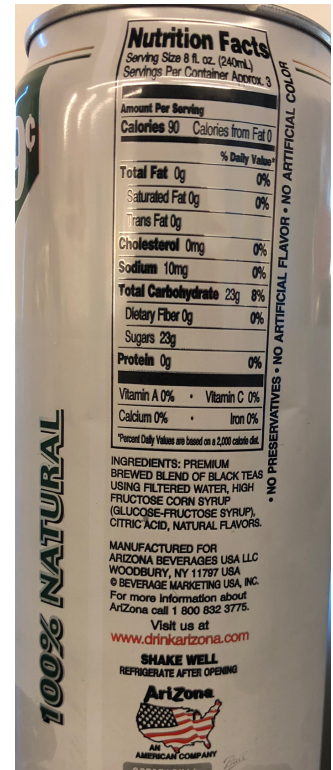 Nutrition Facts
Serving Size 8 fl. oz. (240mL)
Servings Per Container Approx. 3
Amount Per Serving
Calories 90 Calories from Fat 0
% Daily Value*
Total Fat 0g 0%
Saturated Fat 0g 0%
Trans Fat 0g
Cholesterol 0mg 0%
Sodium 10mg 0%
Total Carbohydrate 23g 8%
Dietary Fiber 0g 0%
Sugars 23g
Protein 0g 0%
Vitamin A 0% • Vitamin C 0%
Calcium 0% • Iron 0%
*Percent Daily Values are based on a 2,000 calorie diet.
• NO PRESERVATIVES • NO ARTIFICIAL FLAVOR • NO ARTIFICIAL COLOR
9¢
100% NATURAL
INGREDIENTS: PREMIUM
BREWED BLEND OF BLACK TEAS
USING FILTERED WATER, HIGH
FRUCTOSE CORN SYRUP
(GLUCOSE-FRUCTOSE SYRUP),
CITRIC ACID, NATURAL FLAVORS.
MANUFACTURED FOR
ARIZONA BEVERAGES USA LLC
WOODBURY, NY 11797 USA
© BEVERAGE MARKETING USA, INC.
For more information about
AriZona call 1 800 832 3775.
Visit us at
www.drinkarizona.com
SHAKE WELL
REFRIGERATE AFTER OPENING
AriZona
AN
AMERICAN COMPANY